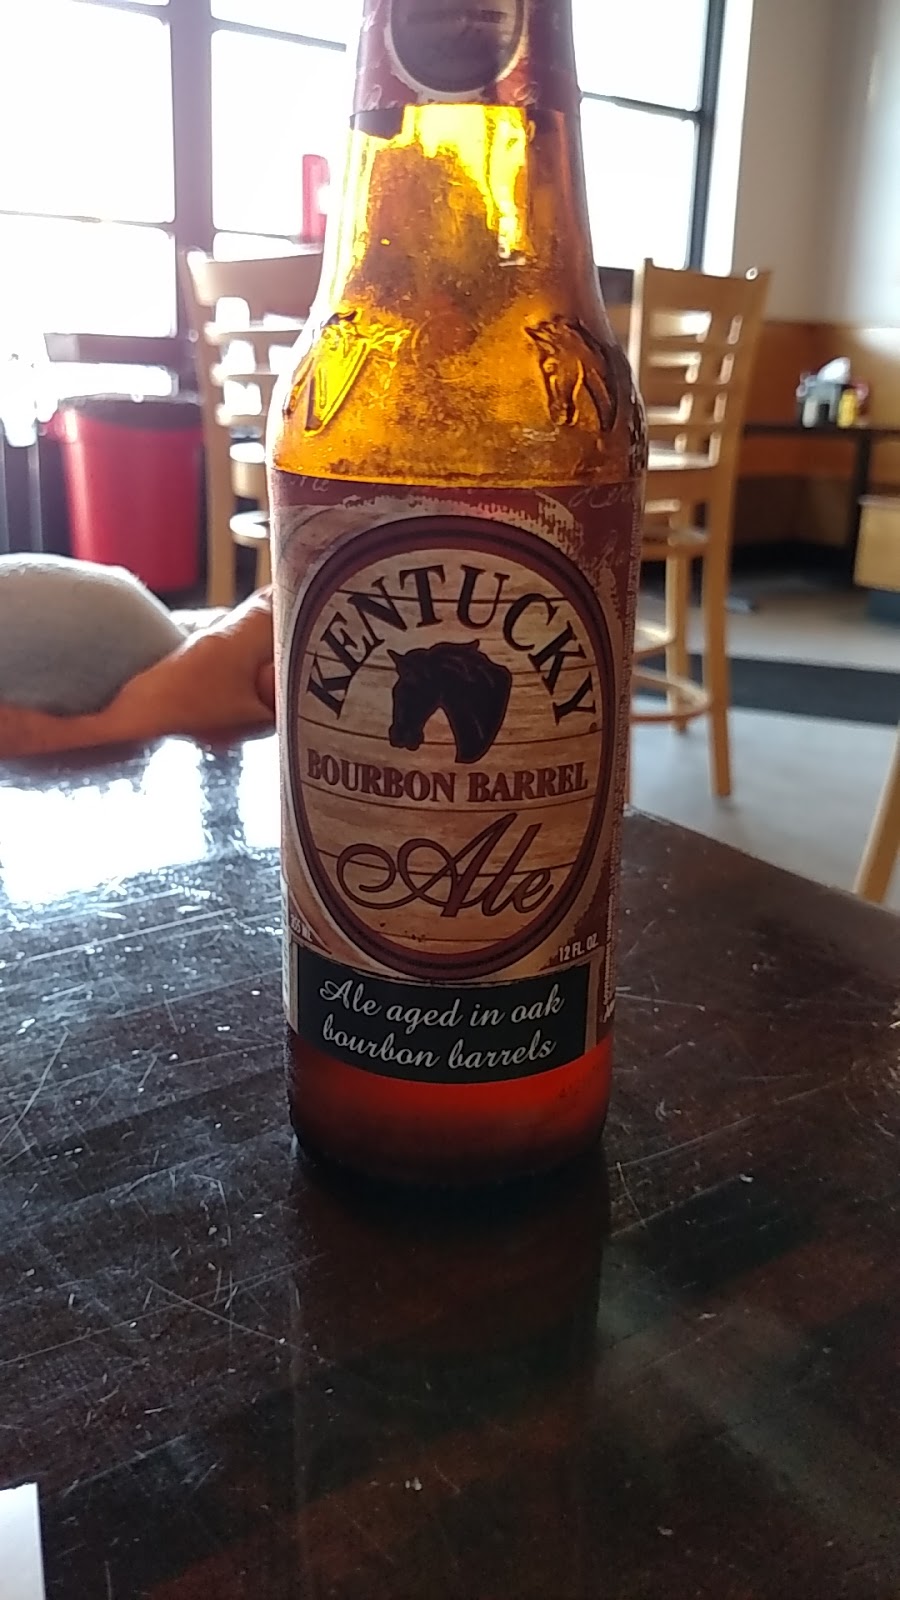 KENTUCKY
BOURBON BARREL
Ale
12 FL. OZ.
Ale aged in oak
bourbon barrels